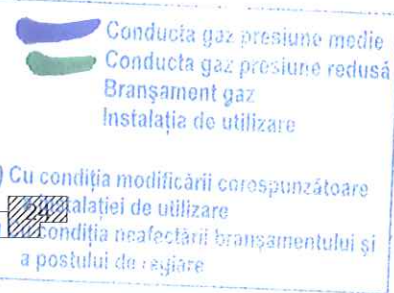 Conducta gaz presiune medie
Conducta gaz presiune redusă
Branșament gaz
Instalația de utilizare
) Cu condiția modificării corespunzătoare
24 instalației de utilizare
condiția neafectării branșamentului și
a postului de reglare